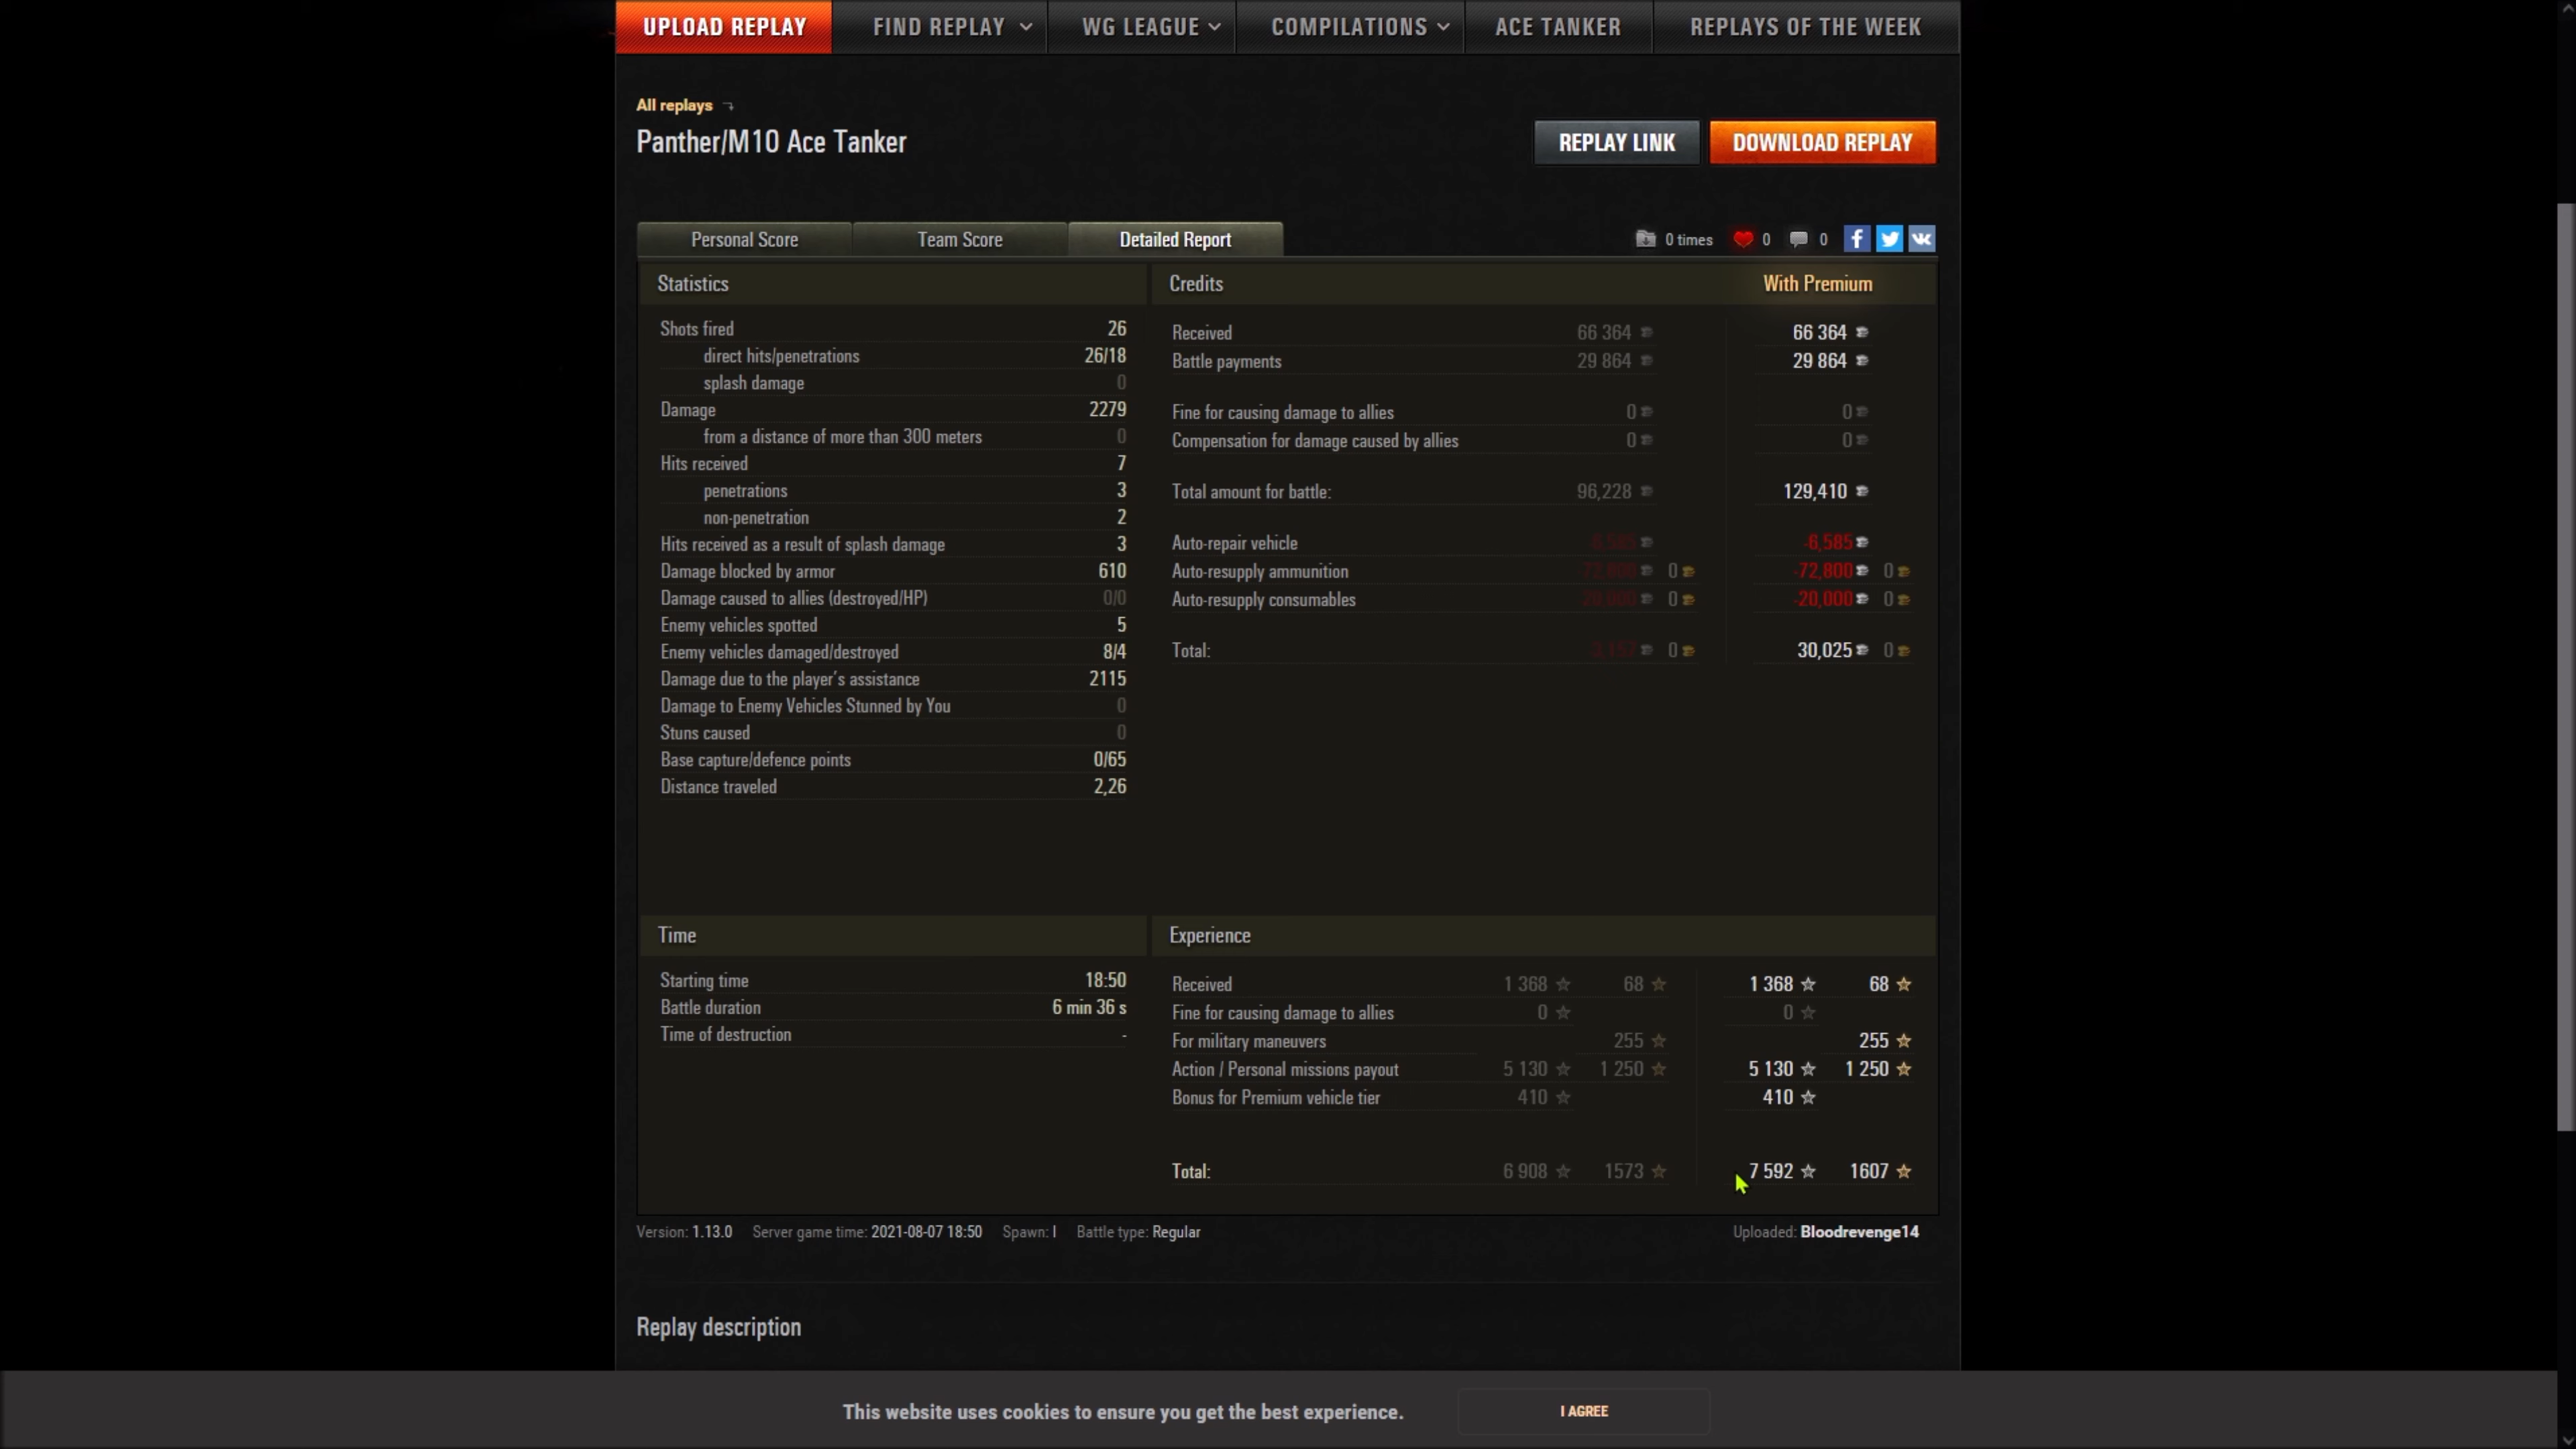 UPLOAD REPLAY FIND REPLAY WG LEAGUE COMPILATIONS ACE TANKER REPLAYS OF THE WEEK
All replays
Panther/M10 Ace Tanker
REPLAY LINK DOWNLOAD REPLAY
Personal Score Team Score Detailed Report 0 times 0 0
Statistics
Shots fired 26
direct hits/penetrations 26/18
splash damage 0
Damage 2279
from a distance of more than 300 meters 0
Hits received 7
penetrations 3
non-penetration 2
Hits received as a result of splash damage 3
Damage blocked by armor 610
Damage caused to allies (destroyed/HP) 0/0
Enemy vehicles spotted 5
Enemy vehicles damaged/destroyed 8/4
Damage due to the player's assistance 2115
Damage to Enemy Vehicles Stunned by You 0
Stuns caused 0
Base capture/defence points 0/65
Distance traveled 2,26
Credits With Premium
Received 66 364 66 364
Battle payments 29 864 29 864
Fine for causing damage to allies 0 0
Compensation for damage caused by allies 0 0
Total amount for battle: 96,228 129,410
Auto-repair vehicle -6,585 -6,585
Auto-resupply ammunition -72,800 0 -72,800 0
Auto-resupply consumables -20,000 0 -20,000 0
Total: -3,157 0 30,025 0
Time
Starting time 18:50
Battle duration 6 min 36 s
Time of destruction -
Experience
Received 1 368 68 1 368 68
Fine for causing damage to allies 0 0
For military maneuvers 255 255
Action / Personal missions payout 5 130 1 250 5 130 1 250
Bonus for Premium vehicle tier 410 410
Total: 6 908 1573 7 592 1607
Version: 1.13.0 Server game time: 2021-08-07 18:50 Spawn: I Battle type: Regular Uploaded: Bloodrevenge14
Replay description
This website uses cookies to ensure you get the best experience. I AGREE